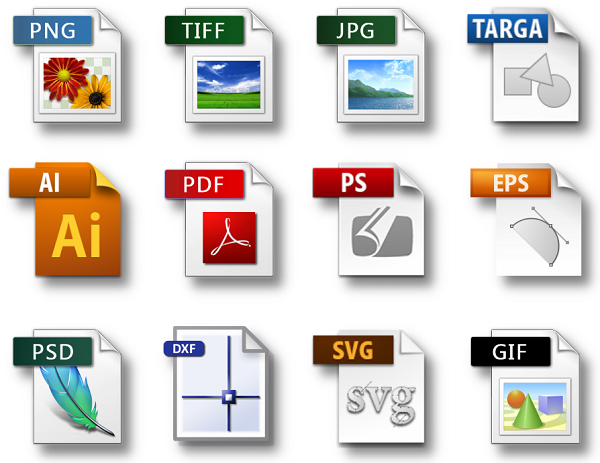 PNG
TIFF
JPG
TARGA
AI
Ai
PDF
PS
EPS
PSD
DXF
SVG
svg
GIF